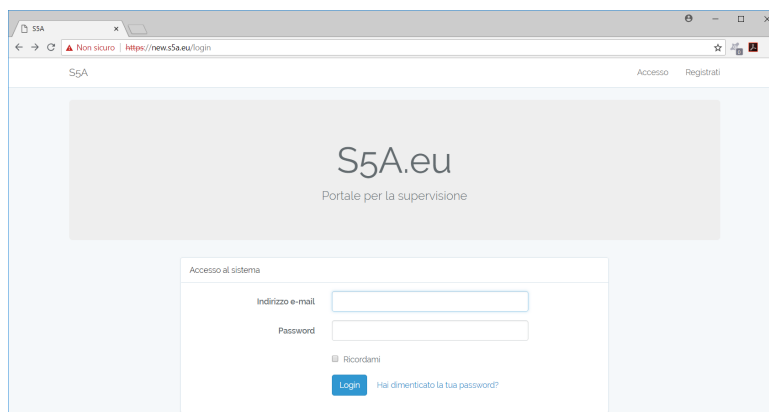 S5A
Non sicuro | https://new.s5a.eu/login
S5A
Accesso Registrati
S5A.eu
Portale per la supervisione
Accesso al sistema
Indirizzo e-mail
Password
Ricordami
Login Hai dimenticato la tua password?